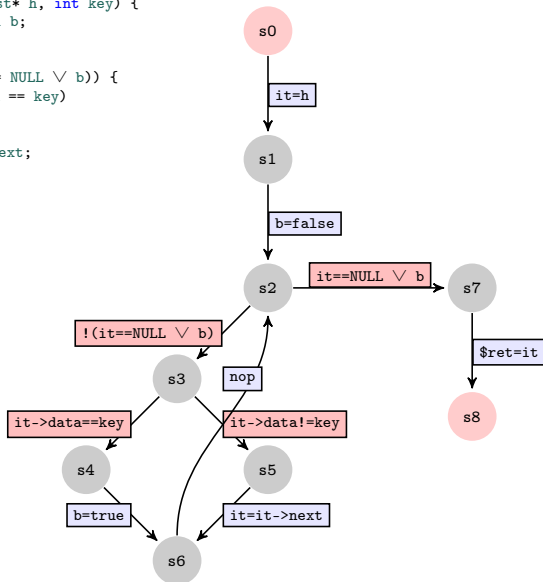 st* h, int key) {
b;
= NULL ∨ b)) {
== key)
ext;
s0
it=h
s1
b=false
s2
it==NULL ∨ b
s7
!(it==NULL ∨ b)
$ret=it
nop
s3
s8
it->data==key
it->data!=key
s4
s5
b=true
it=it->next
s6